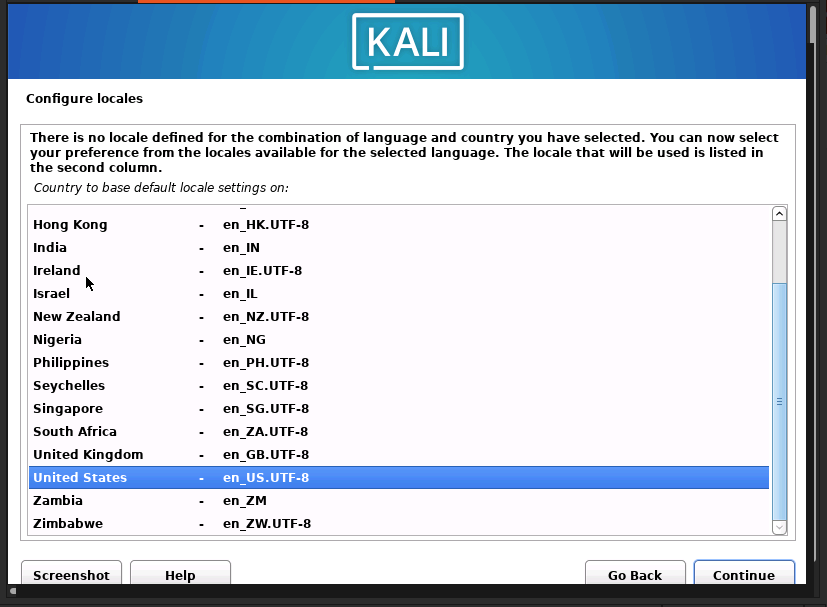 KALI
Configure locales
There is no locale defined for the combination of language and country you have selected. You can now select
your preference from the locales available for the selected language. The locale that will be used is listed in
the second column.
Country to base default locale settings on:
Hong Kong - en_HK.UTF-8
India - en_IN
Ireland - en_IE.UTF-8
Israel - en_IL
New Zealand - en_NZ.UTF-8
Nigeria - en_NG
Philippines - en_PH.UTF-8
Seychelles - en_SC.UTF-8
Singapore - en_SG.UTF-8
South Africa - en_ZA.UTF-8
United Kingdom - en_GB.UTF-8
United States - en_US.UTF-8
Zambia - en_ZM
Zimbabwe - en_ZW.UTF-8
Screenshot Help Go Back Continue